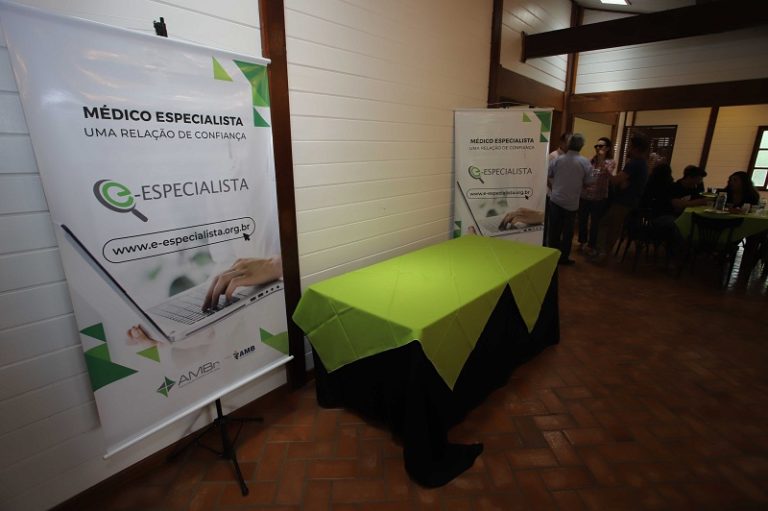 MÉDICO ESPECIALISTA
UMA RELAÇÃO DE CONFIANÇA
e-ESPECIALISTA
www.e-especialista.org.br
AMBr
AMB
MÉDICO ESPECIALISTA
UMA RELAÇÃO DE CONFIANÇA
e-ESPECIALISTA
www.e-especialista.org.br